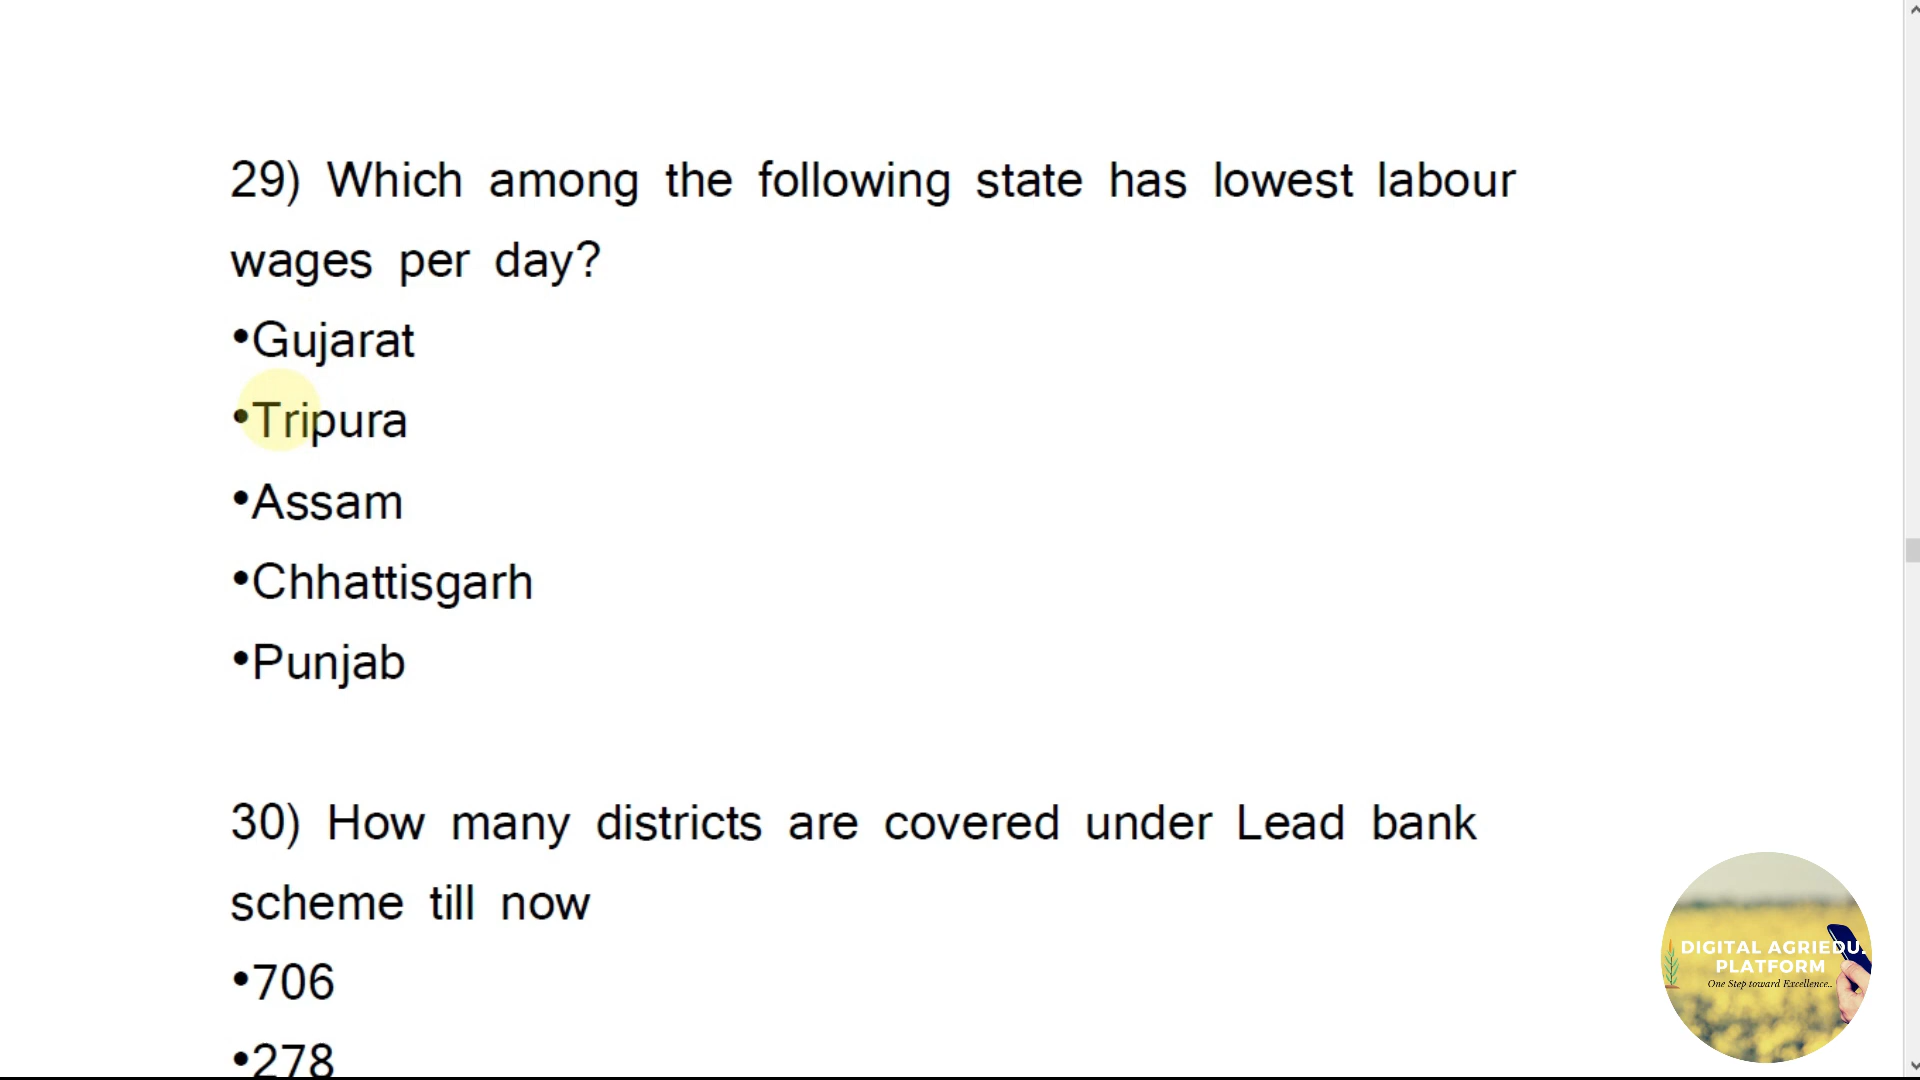 29) Which among the following state has lowest labour
wages per day?
•Gujarat
•Tripura
•Assam
•Chhattisgarh
•Punjab
30) How many districts are covered under Lead bank
scheme till now
•706
•278
DIGITAL AGRIEDU.
PLATFORM
One Step toward Excellence..